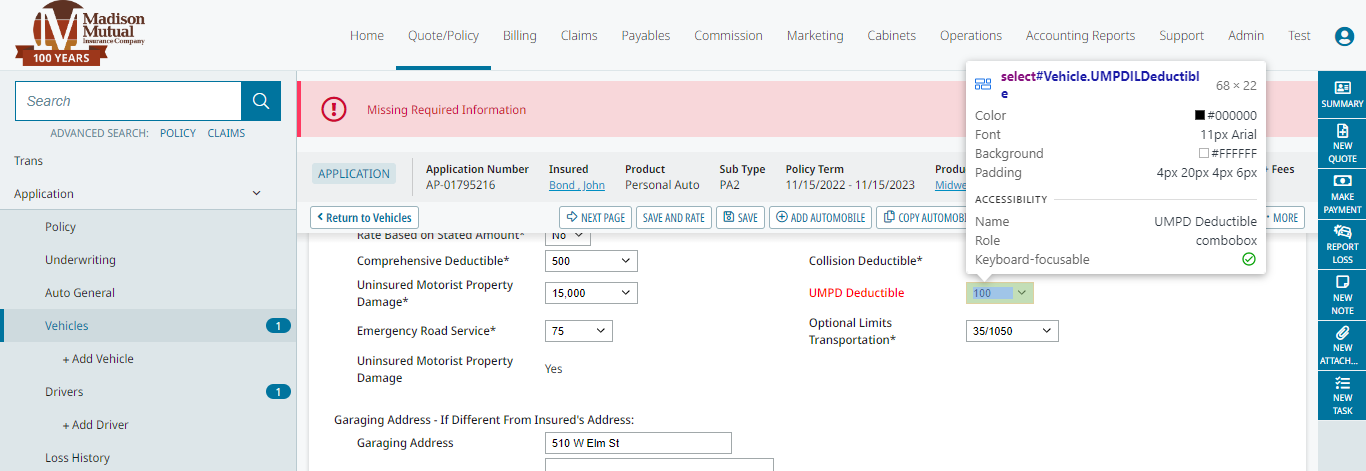 Madison
Mutual
Insurance Company
100 YEARS
Home Quote/Policy Billing Claims Payables Commission Marketing Cabinets Operations Accounting Reports Support Admin Test
Search
ADVANCED SEARCH: POLICY CLAIMS
Trans
Application
Policy
Underwriting
Auto General
Vehicles 1
+ Add Vehicle
Drivers 1
+ Add Driver
Loss History
Missing Required Information
APPLICATION
Application Number
AP-01795216
Insured
Bond , John
Product
Personal Auto
Sub Type
PA2
Policy Term
11/15/2022 - 11/15/2023
Produ
Midwe
+ Fees
Return to Vehicles
NEXT PAGE SAVE AND RATE SAVE ADD AUTOMOBILE COPY AUTOMOBI MORE
Rate Based on Stated Amount* No
Comprehensive Deductible* 500 Collision Deductible*
Uninsured Motorist Property
Damage* 15,000 UMPD Deductible 100
Emergency Road Service* 75 Optional Limits
Transportation* 35/1050
Uninsured Motorist Property
Damage Yes
Garaging Address - If Different From Insured's Address:
Garaging Address 510 W Elm St
select#Vehicle.UMPDILDeductibl
e 68 × 22
Color #000000
Font 11px Arial
Background #FFFFFF
Padding 4px 20px 4px 6px
ACCESSIBILITY
Name UMPD Deductible
Role combobox
Keyboard-focusable
SUMMARY
NEW
QUOTE
MAKE
PAYMENT
REPORT
LOSS
NEW
NOTE
NEW
ATTACH...
NEW
TASK